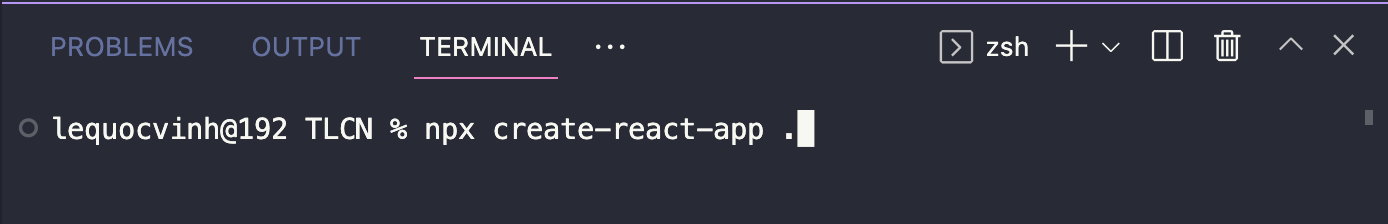 PROBLEMS OUTPUT TERMINAL ··· zsh
lequocvinh@192 TLCN % npx create-react-app .